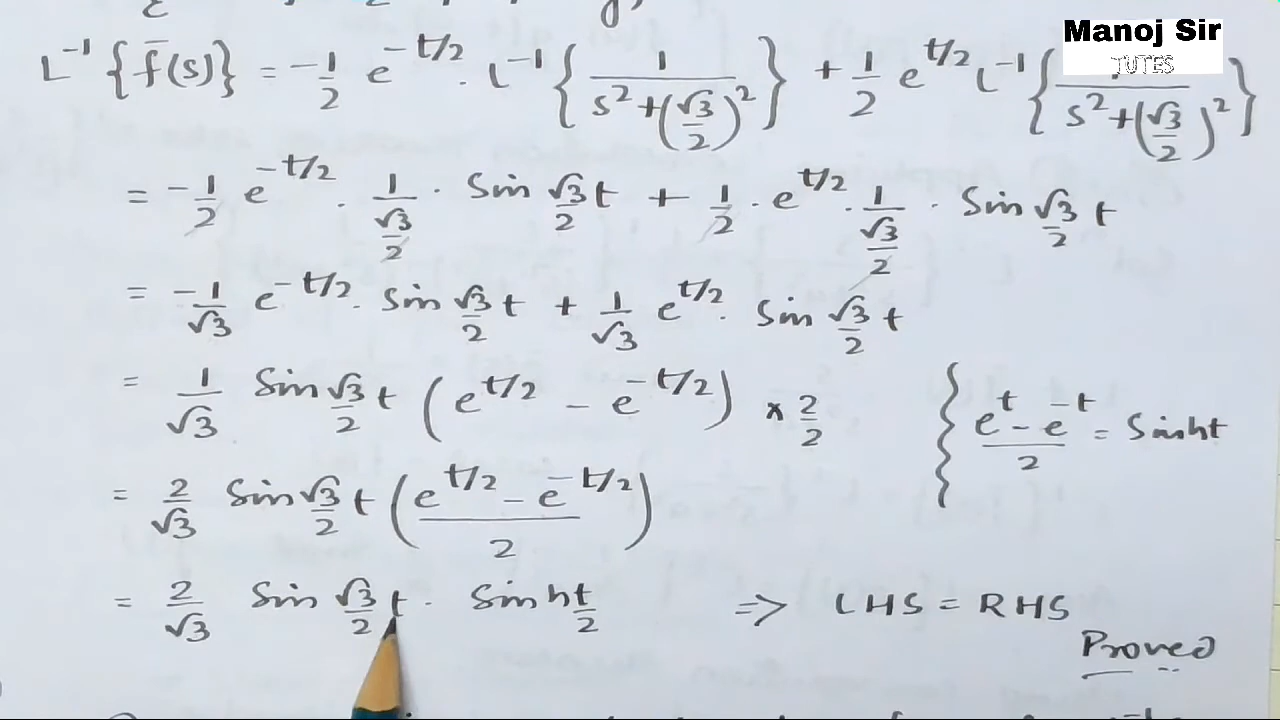 Manoj Sir
TUTES
L⁻¹ {f̄(s)} = -1/2 e^(-t/2) · L⁻¹ {1/(s² + (√3/2)²)} + 1/2 e^(t/2) L⁻¹ {1/(s² + (√3/2)²)}
= -1/2 e^(-t/2) · 1/(√3/2) · Sin √3/2 t + 1/2 · e^(t/2) · 1/(√3/2) · Sin √3/2 t
= -1/√3 e^(-t/2) · Sin √3/2 t + 1/√3 e^(t/2) · Sin √3/2 t
= 1/√3 Sin √3/2 t (e^(t/2) - e^(-t/2)) × 2/2 { (e^t - e^(-t))/2 = Sinht
= 2/√3 Sin √3/2 t ((e^(t/2) - e^(-t/2))/2)
= 2/√3 Sin √3/2 t · Sinh t/2 => LHS = RHS
Proved